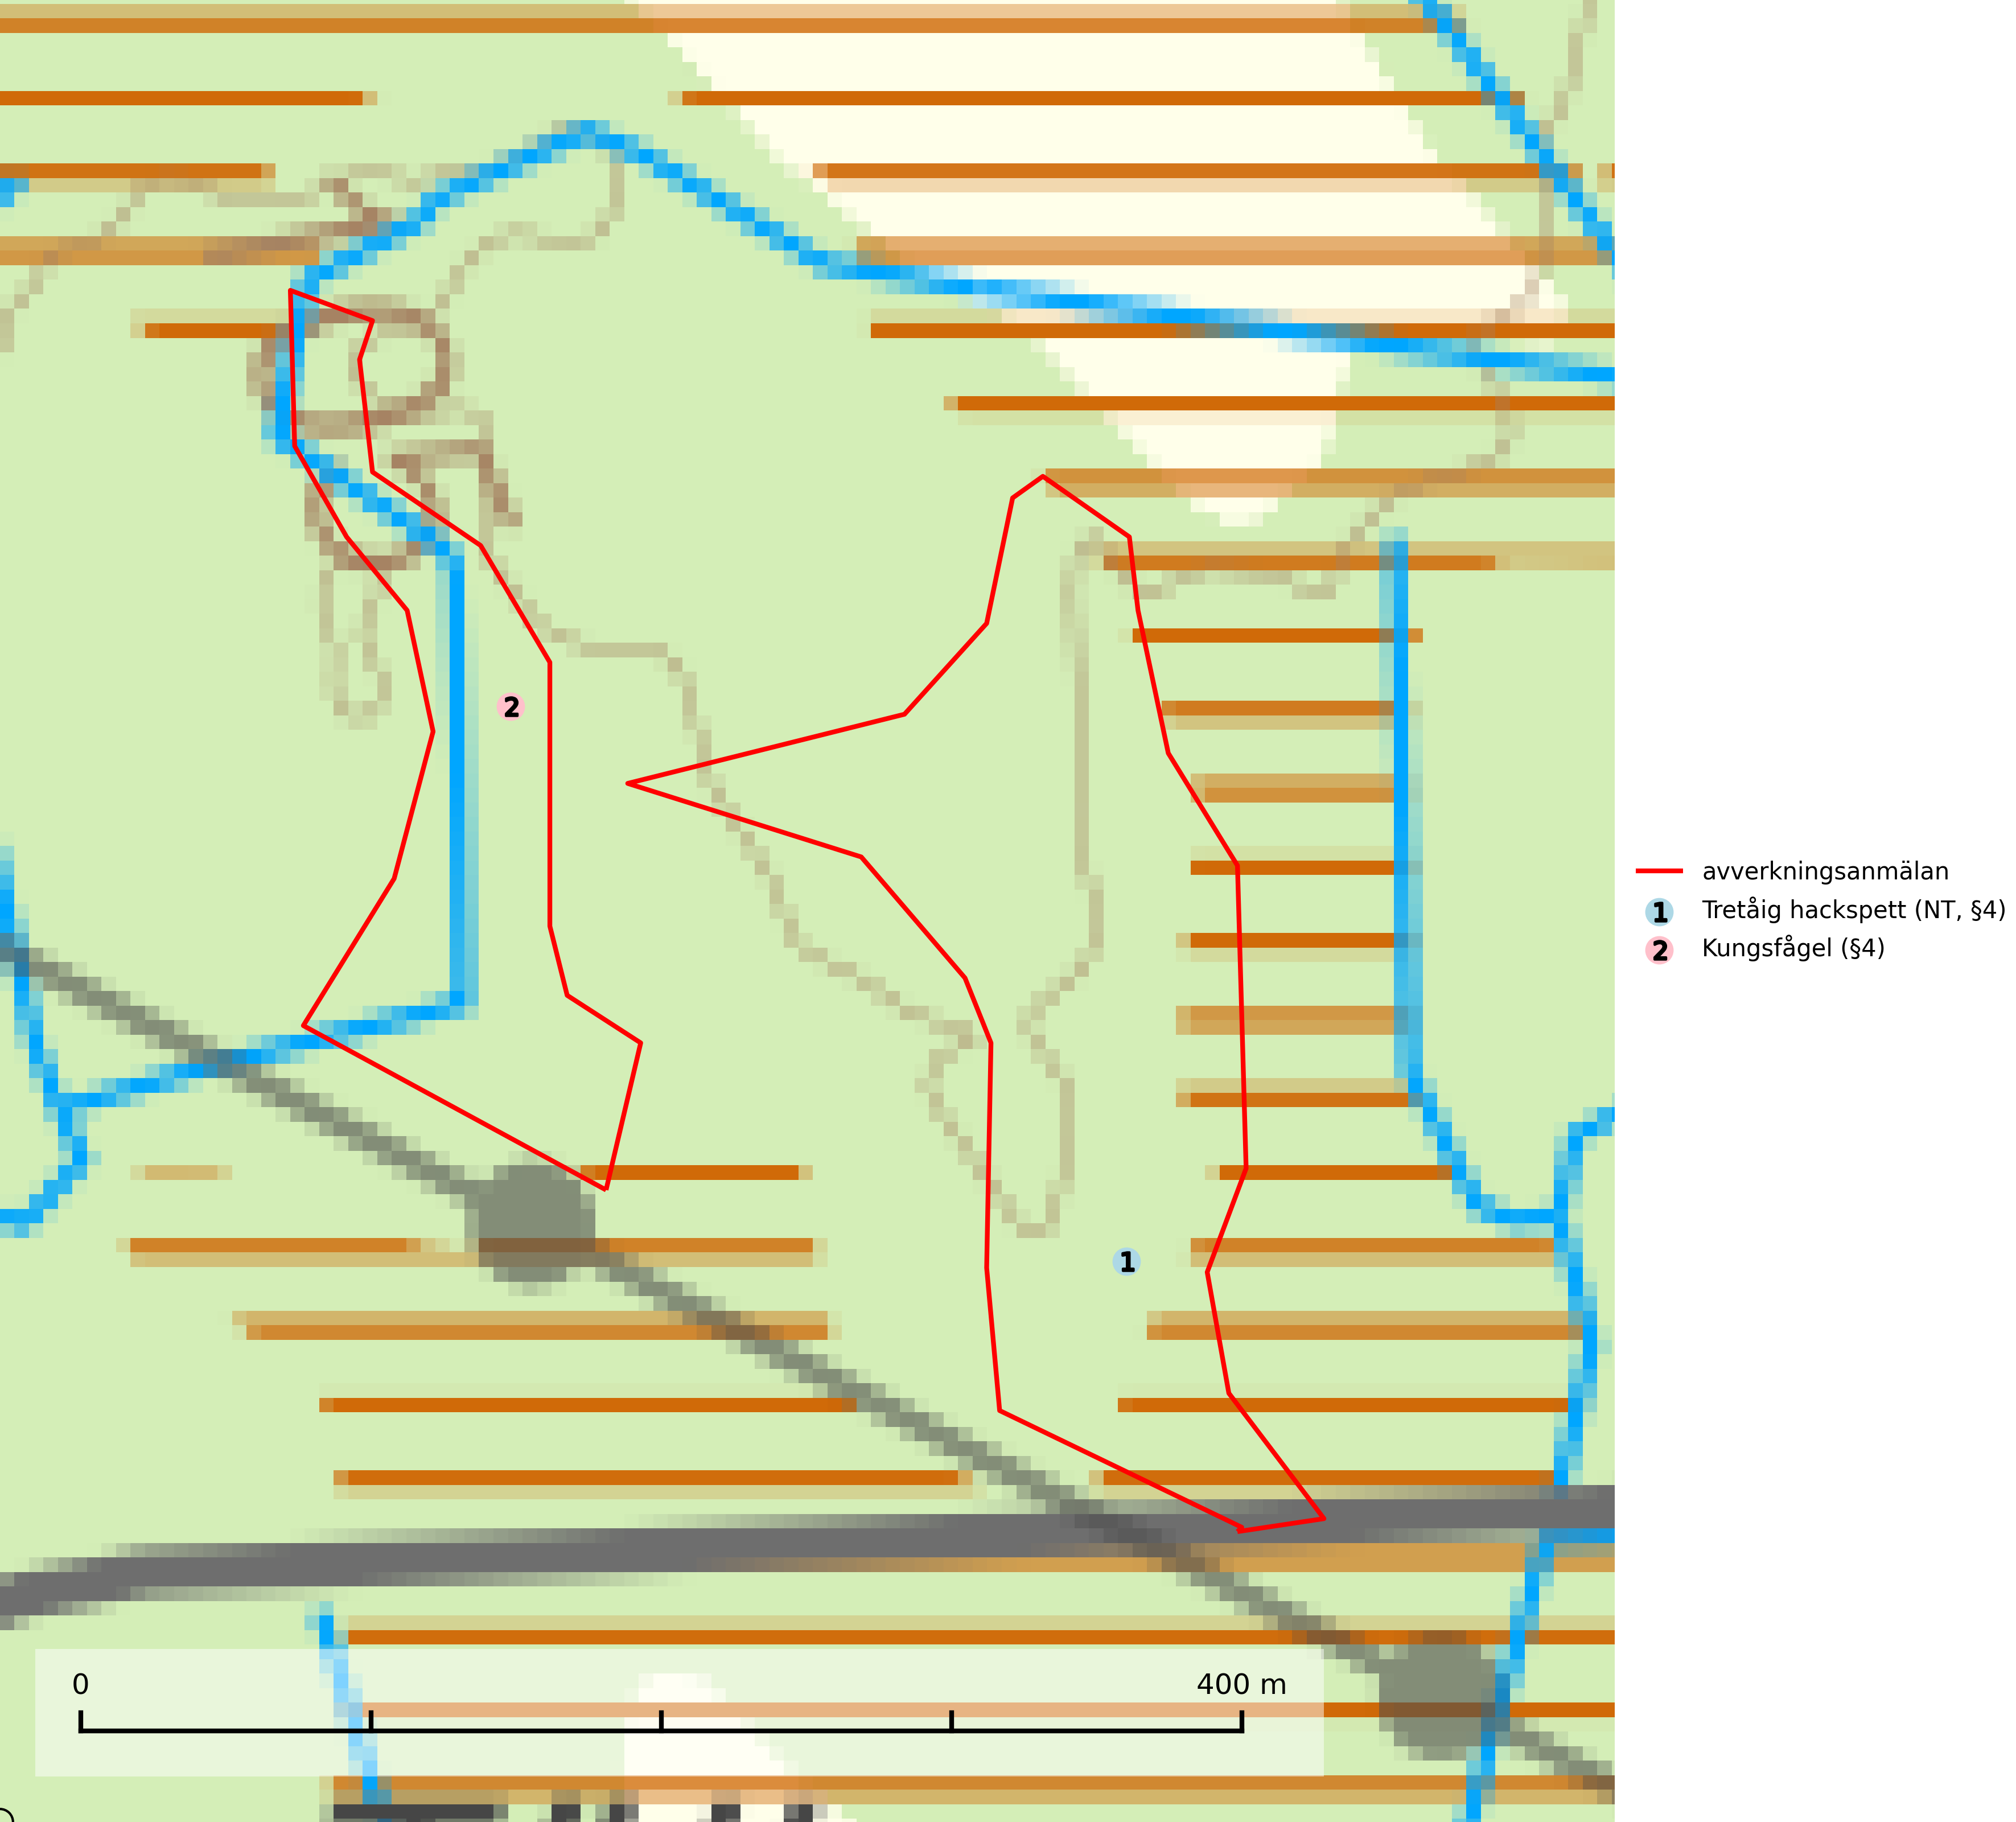 2
1
avverkningsanmälan
1 Tretåig hackspett (NT, §4)
2 Kungsfågel (§4)
0 400 m